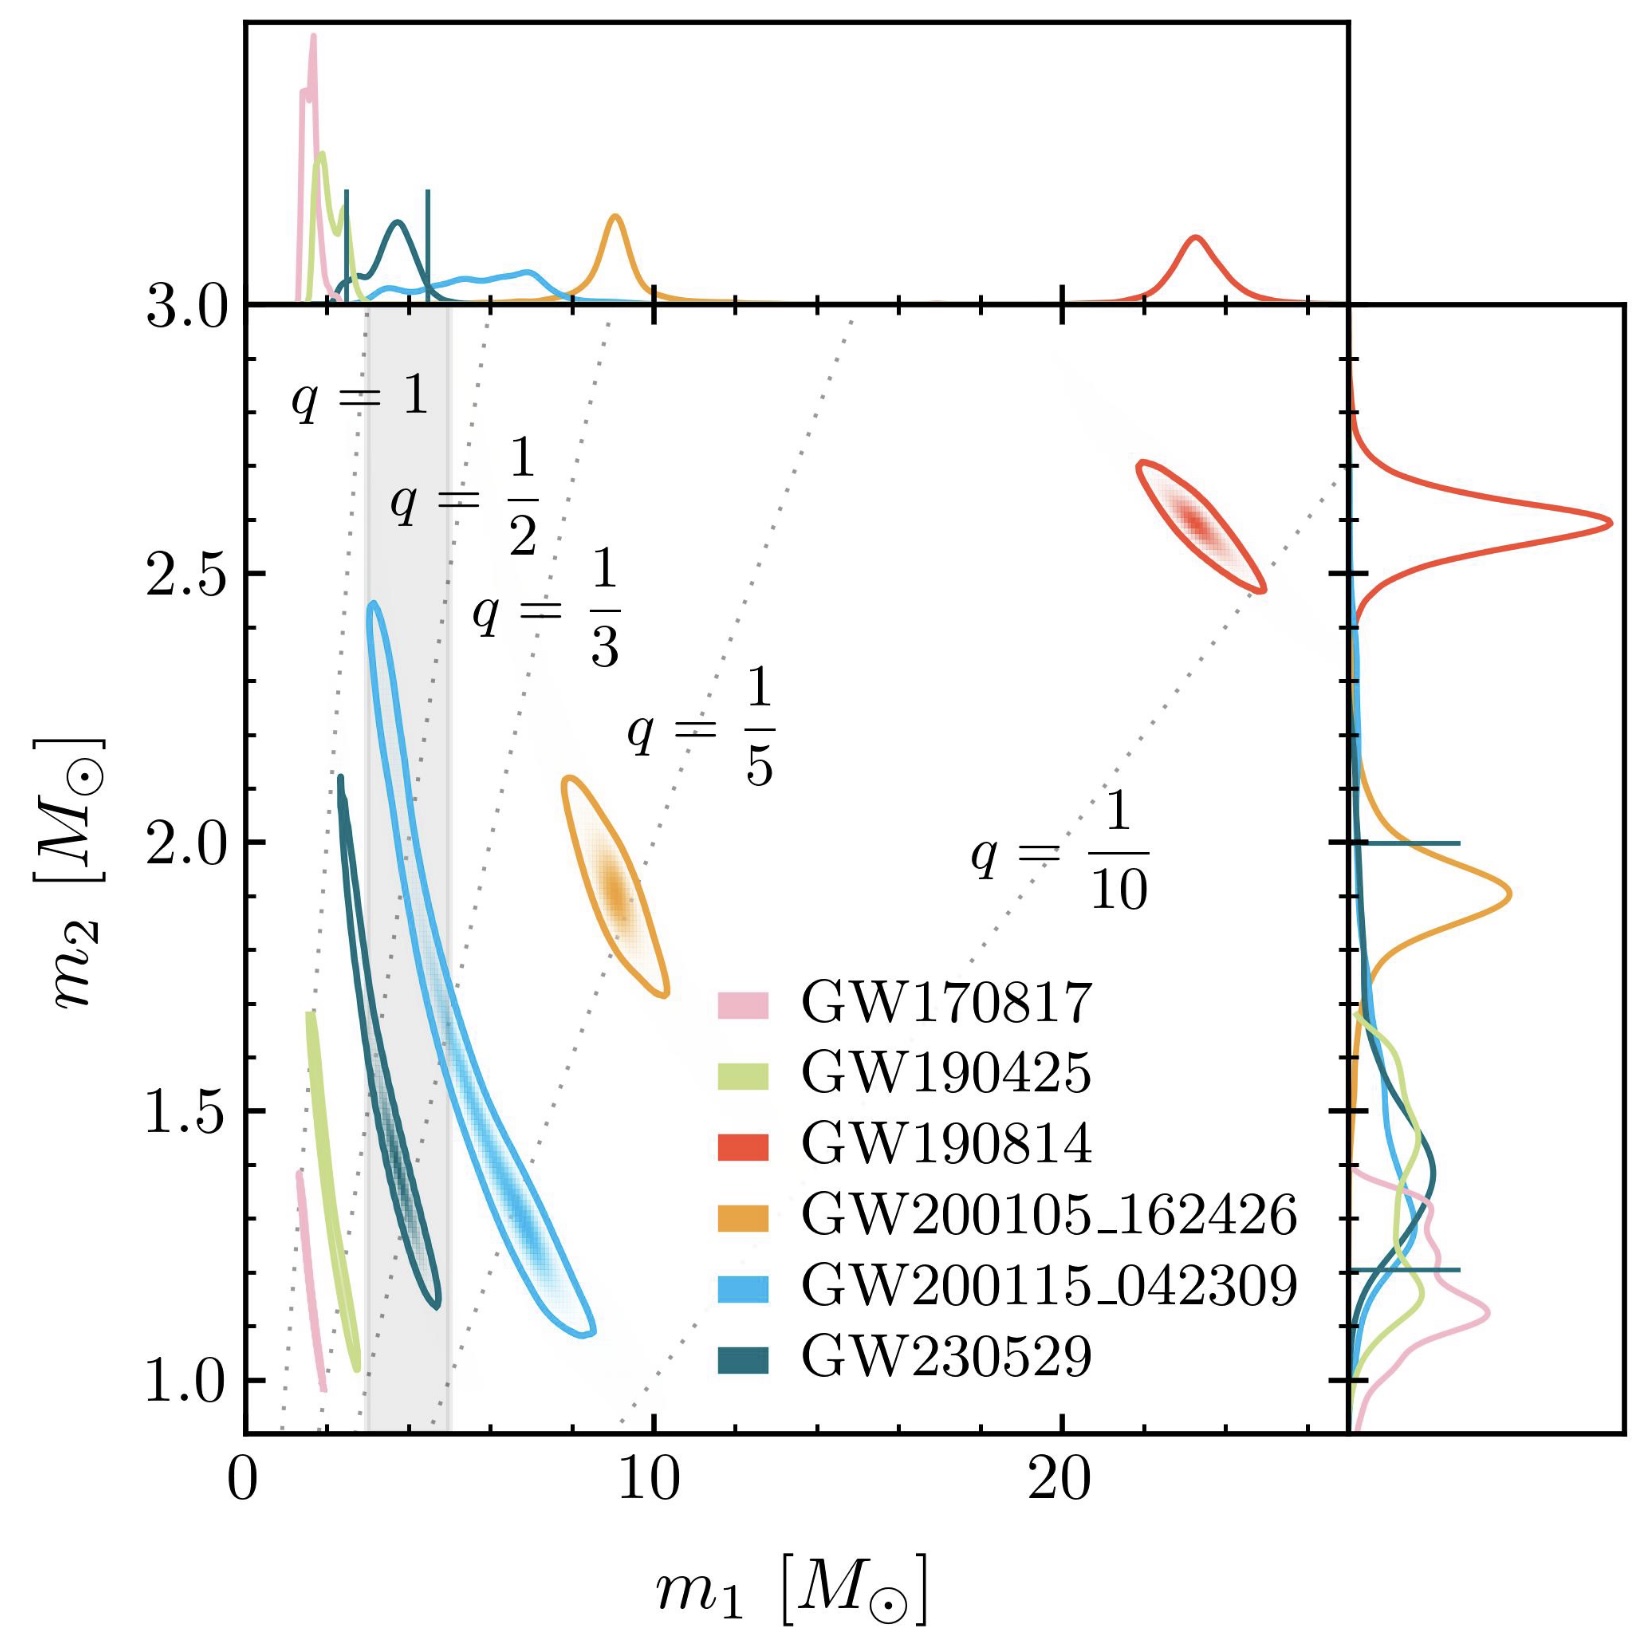 3.0
q = 1
q = 1/2
2.5
q = 1/3
q = 1/5
2.0
q = 1/10
m₂ [M⊙]
GW170817
GW190425
1.5
GW190814
GW200105_162426
GW200115_042309
GW230529
1.0
0 10 20
m₁ [M⊙]